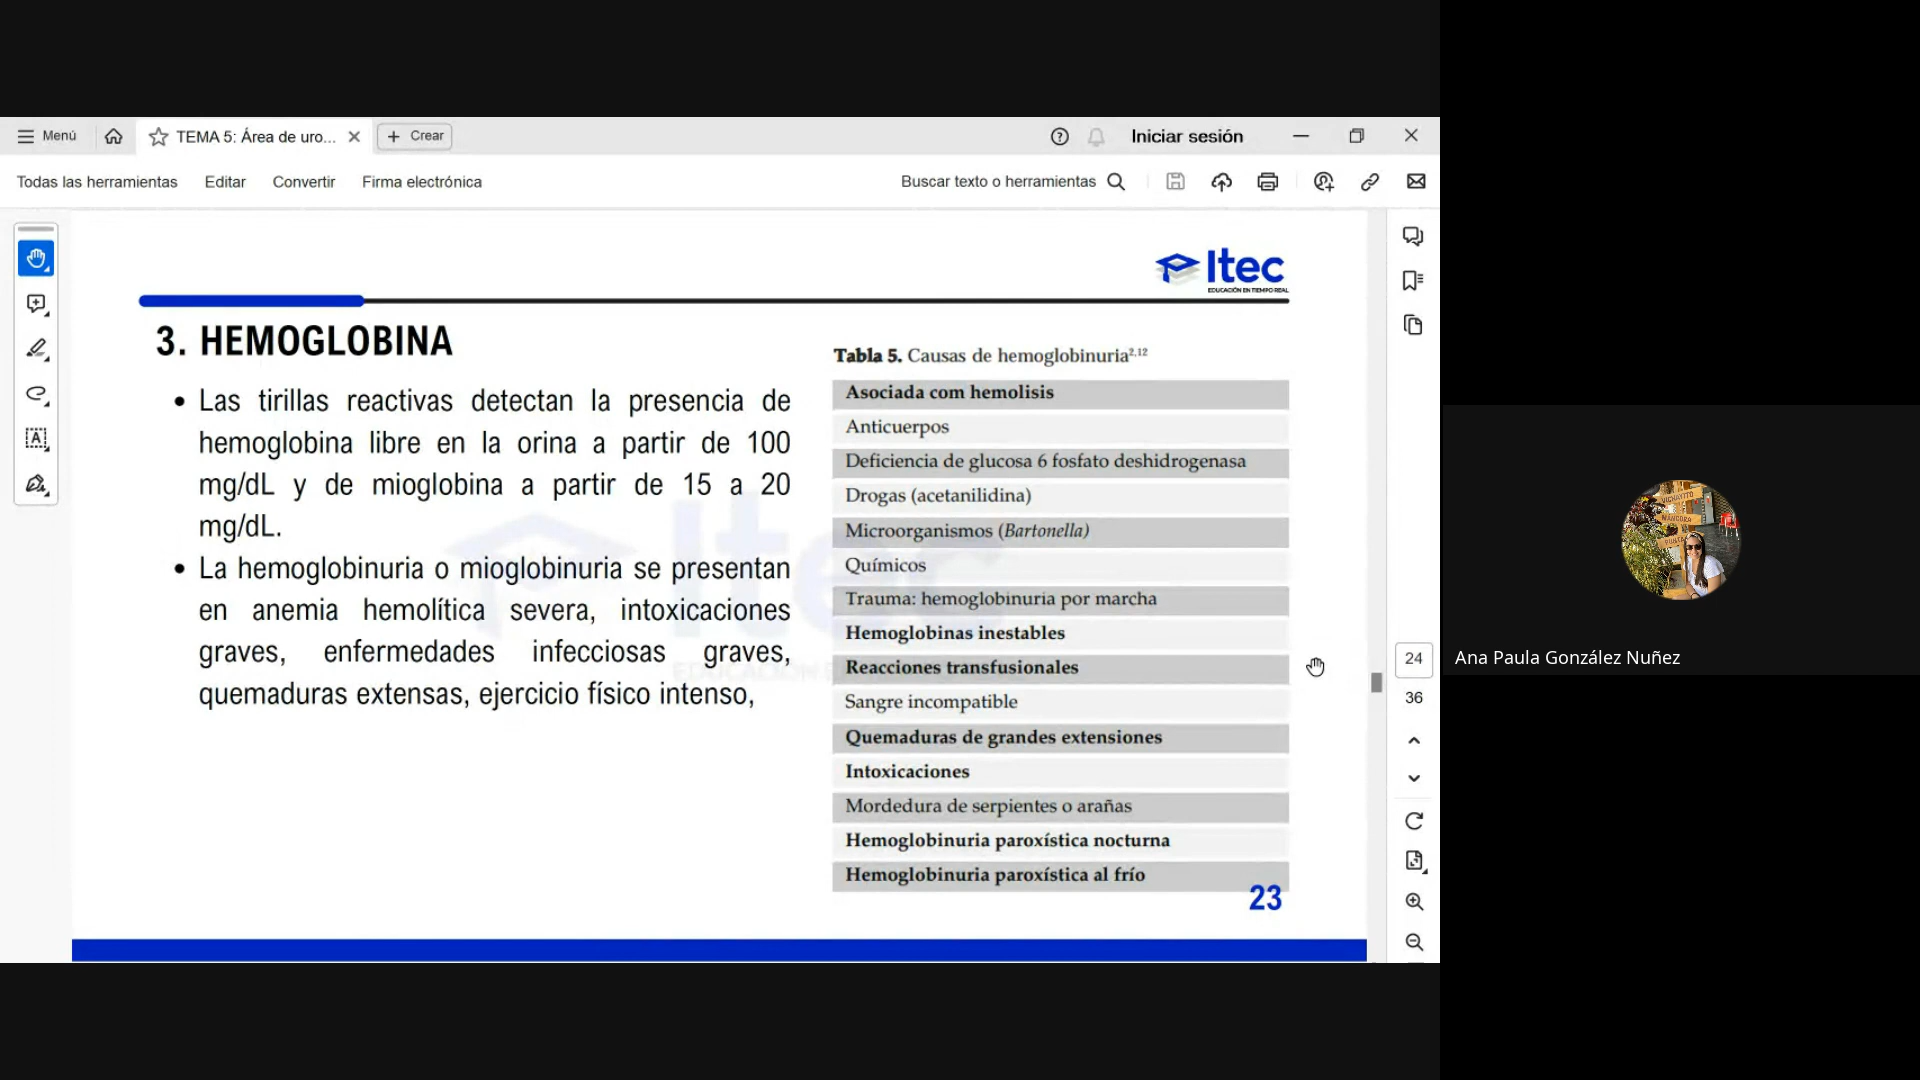 Menú
TEMA 5: Área de uro...
Crear
Iniciar sesión
Todas las herramientas
Editar
Convertir
Firma electrónica
Buscar texto o herramientas
Itec
EDUCACIÓN EN TIEMPO REAL
3. HEMOGLOBINA
• Las tirillas reactivas detectan la presencia de
hemoglobina libre en la orina a partir de 100
mg/dL y de mioglobina a partir de 15 a 20
mg/dL.
• La hemoglobinuria o mioglobinuria se presentan
en anemia hemolítica severa, intoxicaciones
graves, enfermedades infecciosas graves,
quemaduras extensas, ejercicio físico intenso,
Tabla 5. Causas de hemoglobinuria2,12
Asociada com hemolisis
Anticuerpos
Deficiencia de glucosa 6 fosfato deshidrogenasa
Drogas (acetanilidina)
Microorganismos (Bartonella)
Químicos
Trauma: hemoglobinuria por marcha
Hemoglobinas inestables
Reacciones transfusionales
Sangre incompatible
Quemaduras de grandes extensiones
Intoxicaciones
Mordedura de serpientes o arañas
Hemoglobinuria paroxística nocturna
Hemoglobinuria paroxística al frío
23
24
36
Ana Paula González Nuñez